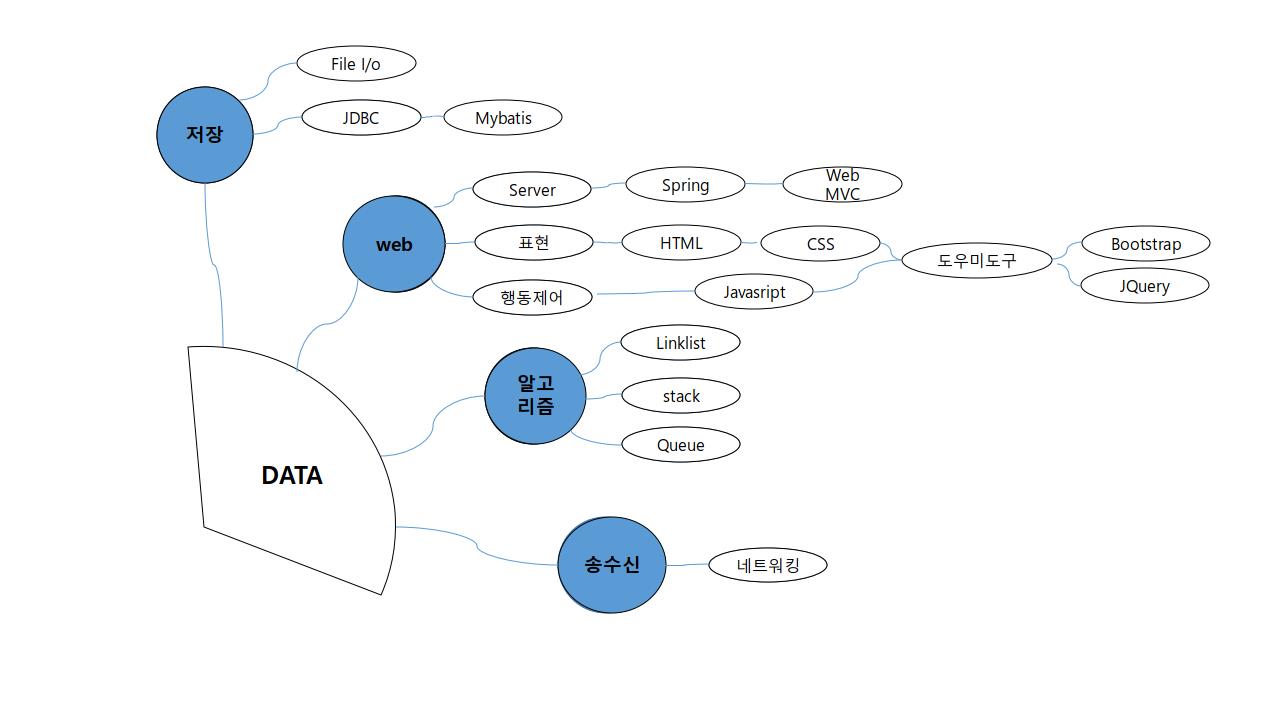 File I/o
저장
JDBC
Mybatis
Server
Spring
Web
MVC
web
표현
HTML
CSS
도우미도구
Bootstrap
JQuery
행동제어
Javasript
알고
리즘
Linklist
stack
Queue
DATA
송수신
네트워킹